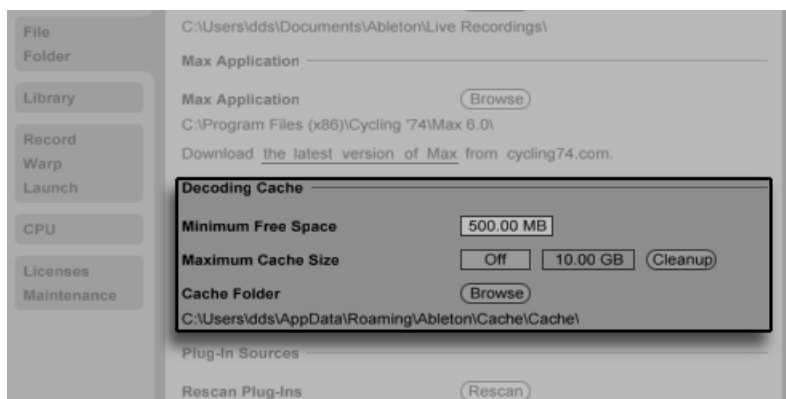 File
Folder
Library
Record
Warp
Launch
CPU
Licenses
Maintenance
C:\Users\dds\Documents\Ableton\Live Recordings\
Max Application
Max Application Browse
C:\Program Files (x86)\Cycling '74\Max 6.0\
Download the latest version of Max from cycling74.com.
Decoding Cache
Minimum Free Space 500.00 MB
Maximum Cache Size Off 10.00 GB Cleanup
Cache Folder Browse
C:\Users\dds\AppData\Roaming\Ableton\Cache\Cache\
Plug-In Sources
Rescan Plug-Ins Rescan